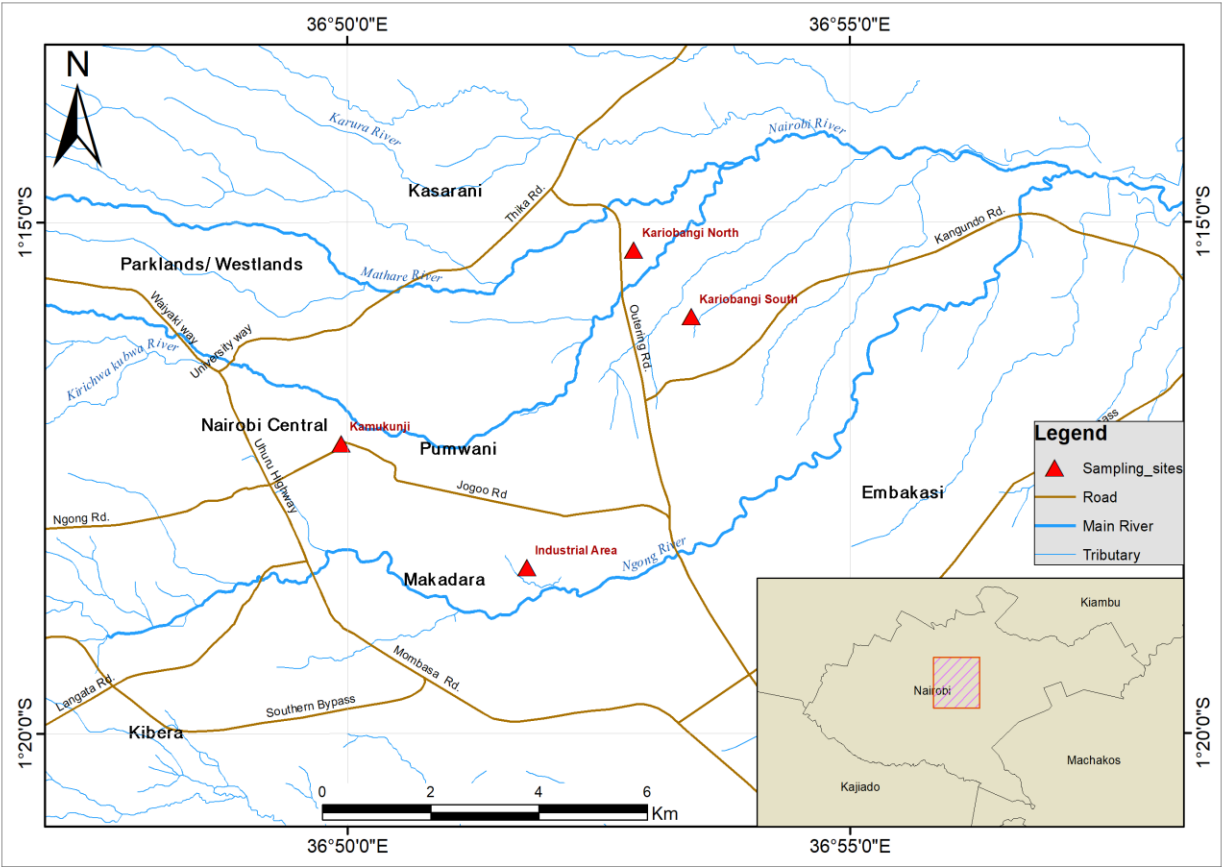 36°50'0"E
36°55'0"E
N
Karura River
Nairobi River
Kasarani
Thika Rd.
1°15'0"S
1°15'0"S
Kariobangi North
Kangundo Rd.
Parklands/ Westlands
Mathare River
Waiyaki way
Kariobangi South
University way
Outering Rd.
Kirichwa kubwa River
Nairobi Central
Kamukunji
Pumwani
Uhuru Highway
Jogoo Rd
Embakasi
Ngong Rd.
Industrial Area
Ngong River
Makadara
Legend
Sampling_sites
Road
Main River
Tributary
Langata Rd.
Mombasa Rd.
Southern Bypass
Kibera
1°20'0"S
1°20'0"S
Kiambu
Nairobi
Machakos
Kajiado
0 2 4 6
Km
36°50'0"E
36°55'0"E